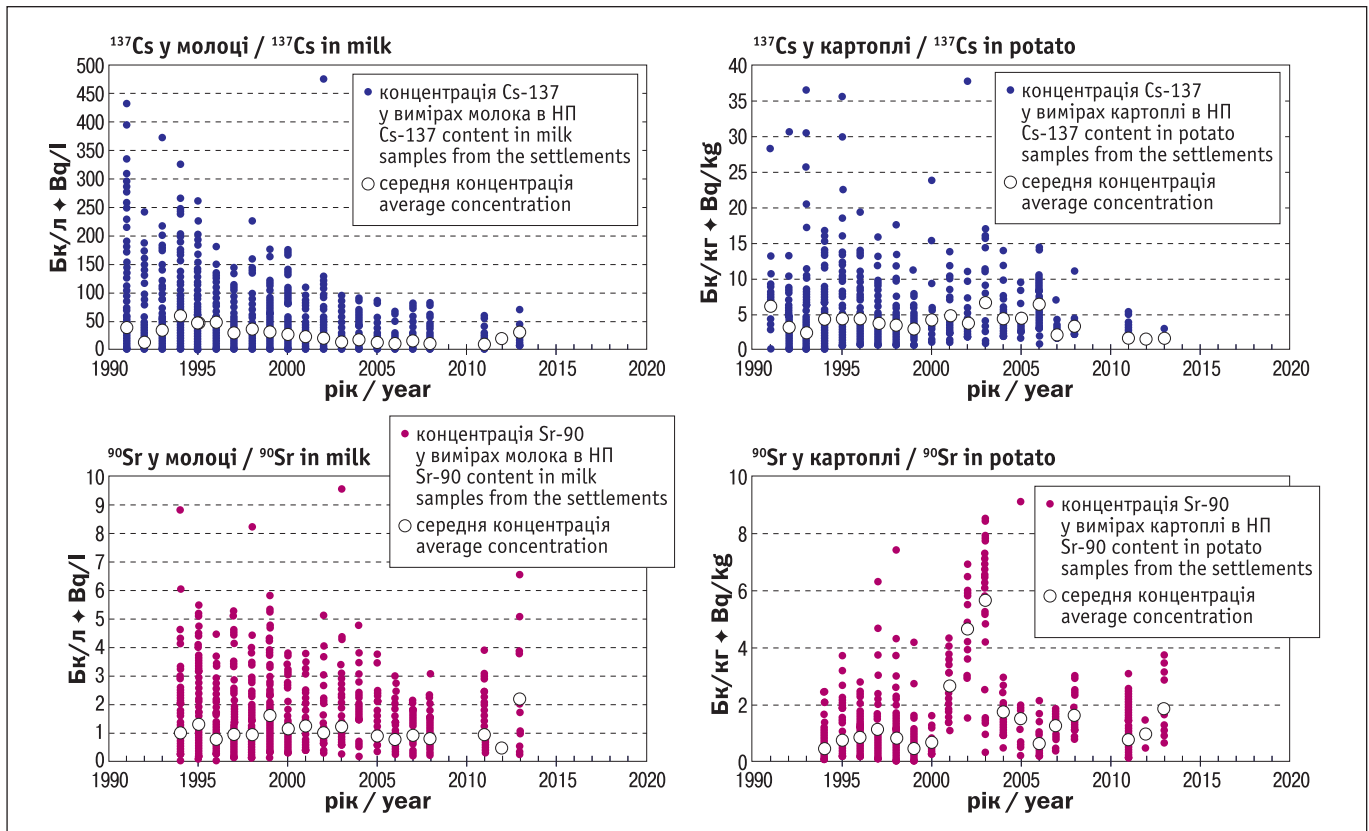 ¹³⁷Cs у молоці / ¹³⁷Cs in milk
500
450
400
350
300
250
200
150
100
50
0
Бк/л ✦ Bq/l
концентрація Cs-137
у вимірах молока в НП
Cs-137 content in milk
samples from the settlements
середня концентрація
average concentration
1990 1995 2000 2005 2010 2015 2020
рік / year
¹³⁷Cs у картоплі / ¹³⁷Cs in potato
40
35
30
25
20
15
10
5
0
Бк/кг ✦ Bq/kg
концентрація Cs-137
у вимірах картоплі в НП
Cs-137 content in potato
samples from the settlements
середня концентрація
average concentration
1990 1995 2000 2005 2010 2015 2020
рік / year
⁹⁰Sr у молоці / ⁹⁰Sr in milk
10
9
8
7
6
5
4
3
2
1
0
Бк/л ✦ Bq/l
концентрація Sr-90
у вимірах молока в НП
Sr-90 content in milk
samples from the settlements
середня концентрація
average concentration
1990 1995 2000 2005 2010 2015 2020
рік / year
⁹⁰Sr у картоплі / ⁹⁰Sr in potato
10
8
6
4
2
0
Бк/кг ✦ Bq/kg
концентрація Sr-90
у вимірах картоплі в НП
Sr-90 content in potato
samples from the settlements
середня концентрація
average concentration
1990 1995 2000 2005 2010 2015 2020
рік / year